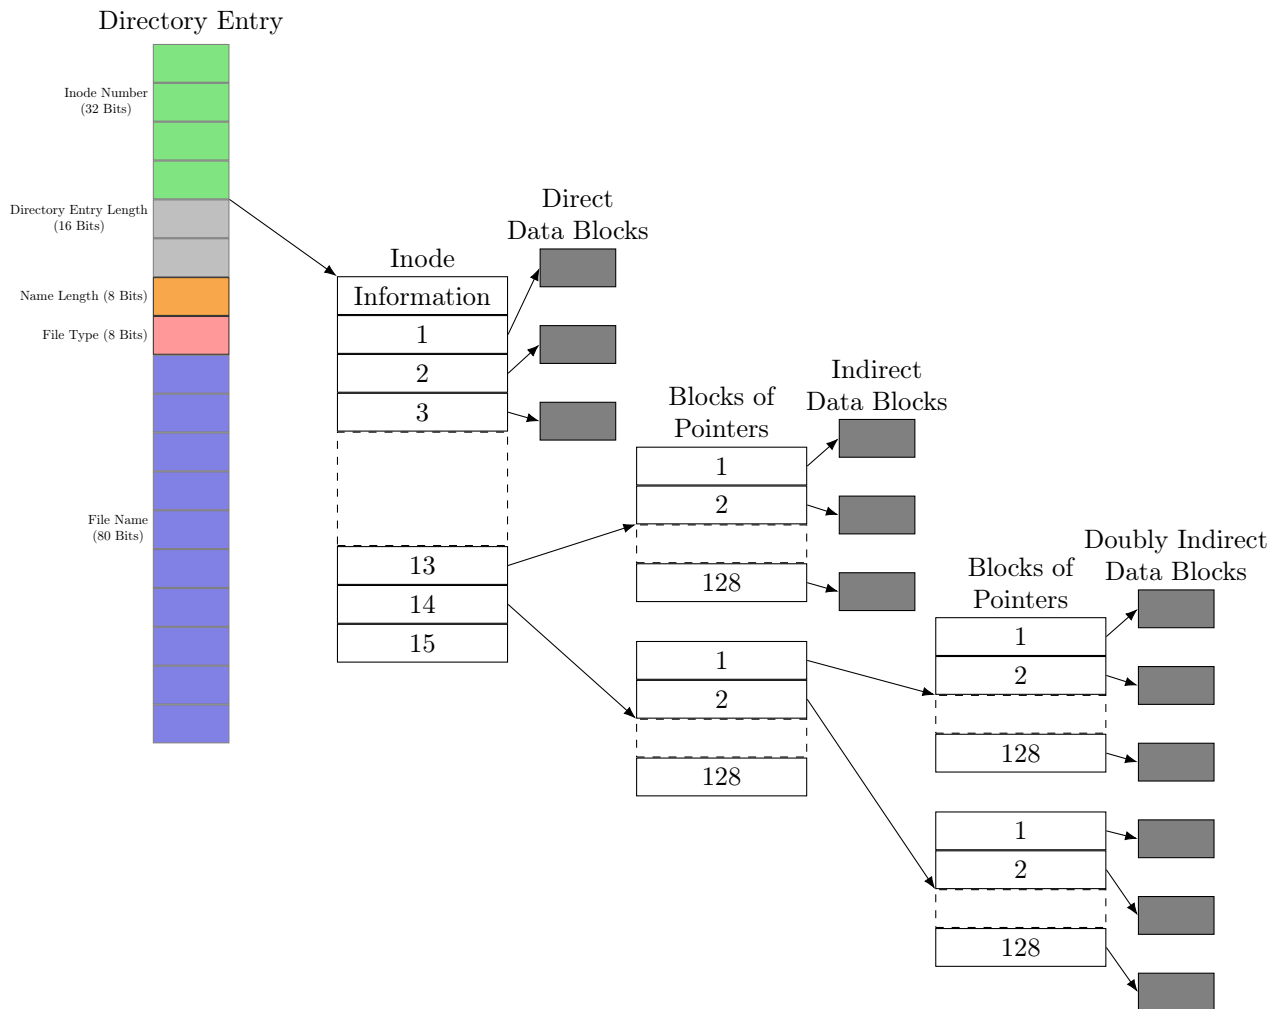 Directory Entry
Inode Number
(32 Bits)
Directory Entry Length
(16 Bits)
Name Length (8 Bits)
File Type (8 Bits)
File Name
(80 Bits)
Inode
Information
1
2
3
13
14
15
Direct
Data Blocks
Blocks of
Pointers
1
2
128
1
2
128
Indirect
Data Blocks
Blocks of
Pointers
1
2
128
1
2
128
Doubly Indirect
Data Blocks